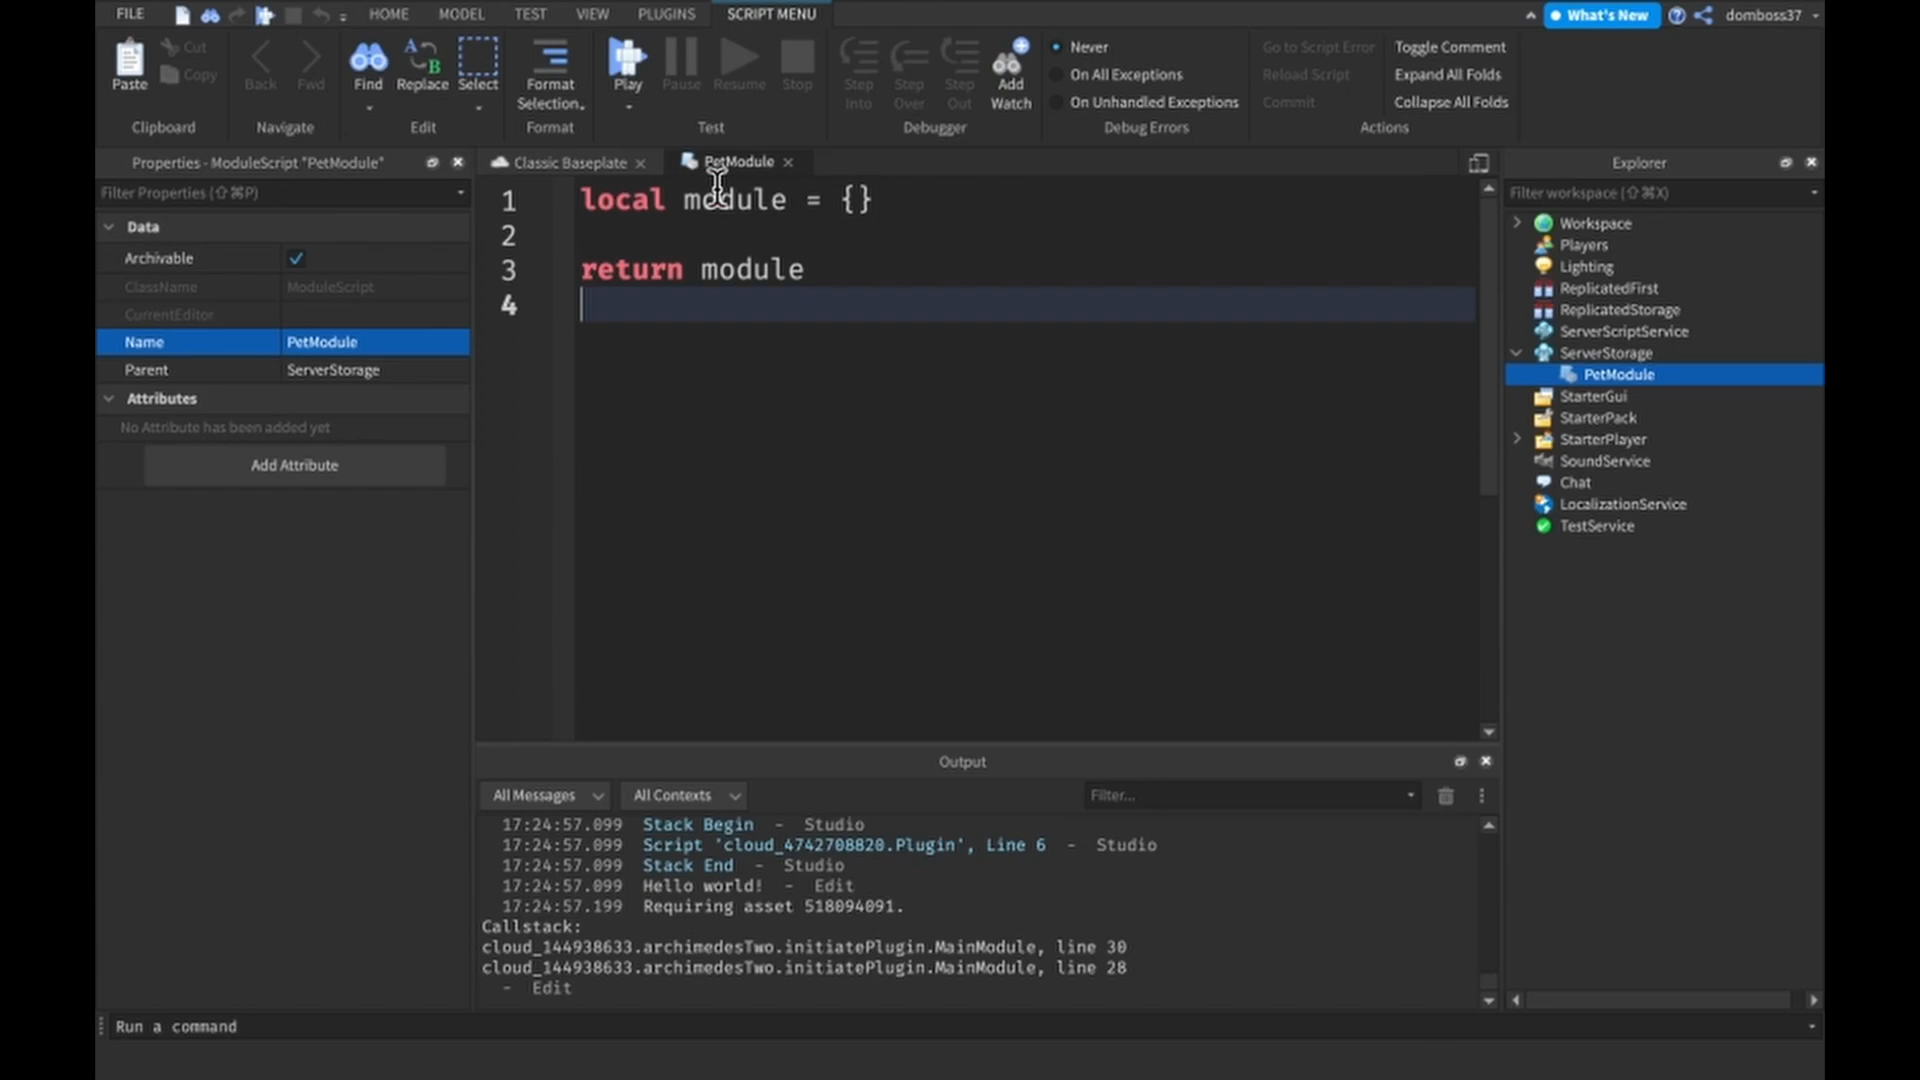 FILE HOME MODEL TEST VIEW PLUGINS SCRIPT MENU What's New domboss37
Paste Cut Copy Back Fwd Find Replace Select Format Selection Play Pause Resume Stop Step Into Step Over Step Out Add Watch
Never
On All Exceptions
On Unhandled Exceptions
Go to Script Error
Reload Script
Commit
Toggle Comment
Expand All Folds
Collapse All Folds
Clipboard Navigate Edit Format Test Debugger Debug Errors Actions
Properties - ModuleScript "PetModule"
Filter Properties (⇧⌘P)
Data
Archivable
ClassName ModuleScript
CurrentEditor
Name PetModule
Parent ServerStorage
Attributes
No Attribute has been added yet
Add Attribute
Classic Baseplate PetModule
1 local module = {}
2
3 return module
4
Output
All Messages All Contexts Filter...
17:24:57.099 Stack Begin - Studio
17:24:57.099 Script 'cloud_4742708820.Plugin', Line 6 - Studio
17:24:57.099 Stack End - Studio
17:24:57.099 Hello world! - Edit
17:24:57.199 Requiring asset 518094091.
Callstack:
cloud_144938633.archimedesTwo.initiatePlugin.MainModule, line 30
cloud_144938633.archimedesTwo.initiatePlugin.MainModule, line 28
- Edit
Explorer
Filter workspace (⇧⌘X)
Workspace
Players
Lighting
ReplicatedFirst
ReplicatedStorage
ServerScriptService
ServerStorage
PetModule
StarterGui
StarterPack
StarterPlayer
SoundService
Chat
LocalizationService
TestService
Run a command